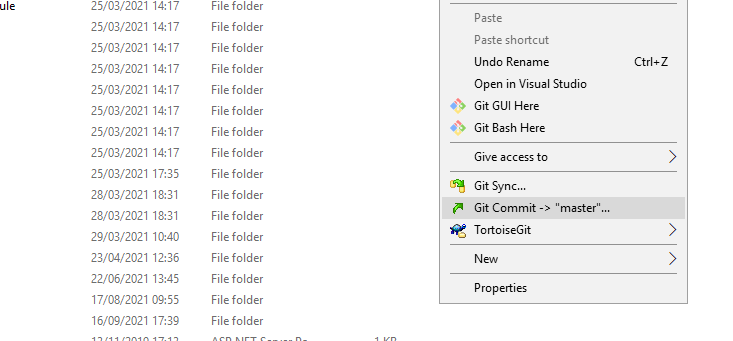 ule 25/03/2021 14:17 File folder
25/03/2021 14:17 File folder
25/03/2021 14:17 File folder
25/03/2021 14:17 File folder
25/03/2021 14:17 File folder
25/03/2021 14:17 File folder
25/03/2021 14:17 File folder
25/03/2021 14:17 File folder
25/03/2021 17:35 File folder
28/03/2021 18:31 File folder
28/03/2021 18:31 File folder
29/03/2021 10:40 File folder
23/04/2021 12:36 File folder
22/06/2021 13:45 File folder
17/08/2021 09:55 File folder
16/09/2021 17:39 File folder
ASP.NET Server Pa... 1 KB
Paste
Paste shortcut
Undo Rename Ctrl+Z
Open in Visual Studio
Git GUI Here
Git Bash Here
Give access to
Git Sync...
Git Commit -> "master"...
TortoiseGit
New
Properties